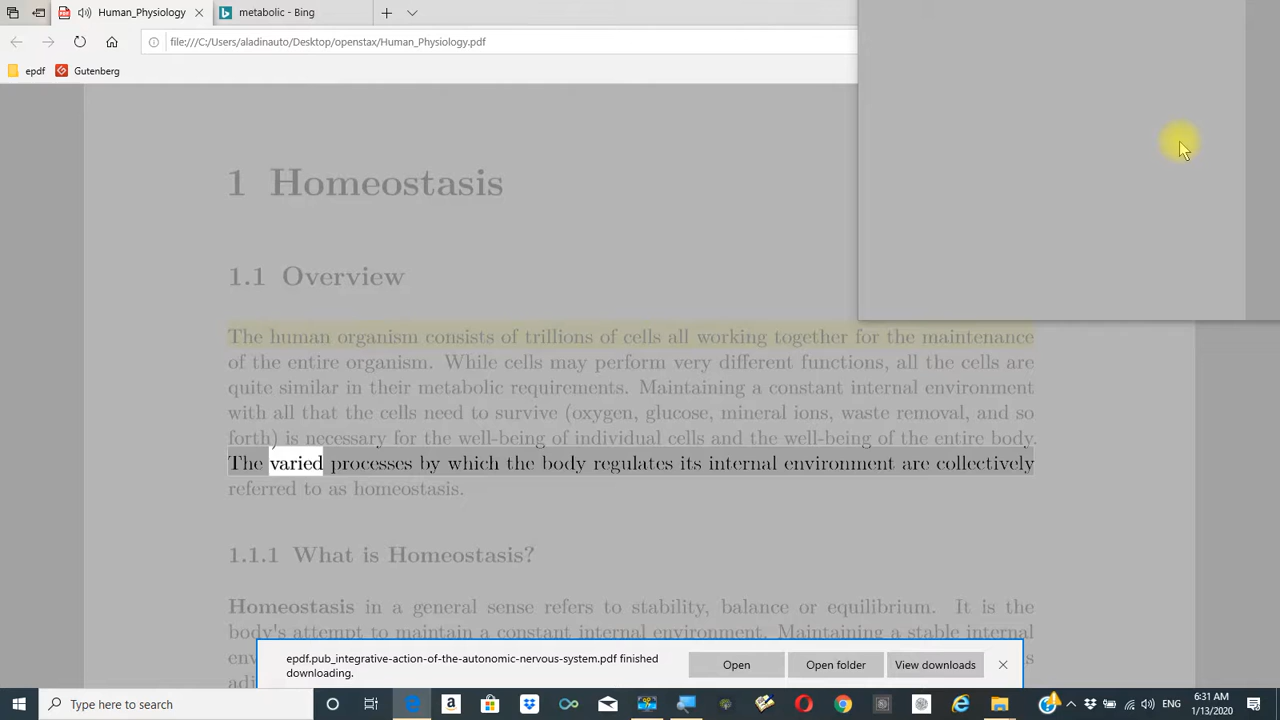 Human_Physiology
metabolic - Bing
file:///C:/Users/aladinauto/Desktop/openstax/Human_Physiology.pdf
epdf
Gutenberg
1 Homeostasis
1.1 Overview
The human organism consists of trillions of cells all working together for the maintenance
of the entire organism. While cells may perform very different functions, all the cells are
quite similar in their metabolic requirements. Maintaining a constant internal environment
with all that the cells need to survive (oxygen, glucose, mineral ions, waste removal, and so
forth) is necessary for the well-being of individual cells and the well-being of the entire body.
The varied processes by which the body regulates its internal environment are collectively
referred to as homeostasis.
1.1.1 What is Homeostasis?
Homeostasis in a general sense refers to stability, balance or equilibrium. It is the
body's attempt to maintain a constant internal environment. Maintaining a stable internal
epdf.pub_integrative-action-of-the-autonomic-nervous-system.pdf finished
downloading.
Open
Open folder
View downloads
Type here to search
ENG
6:31 AM
1/13/2020